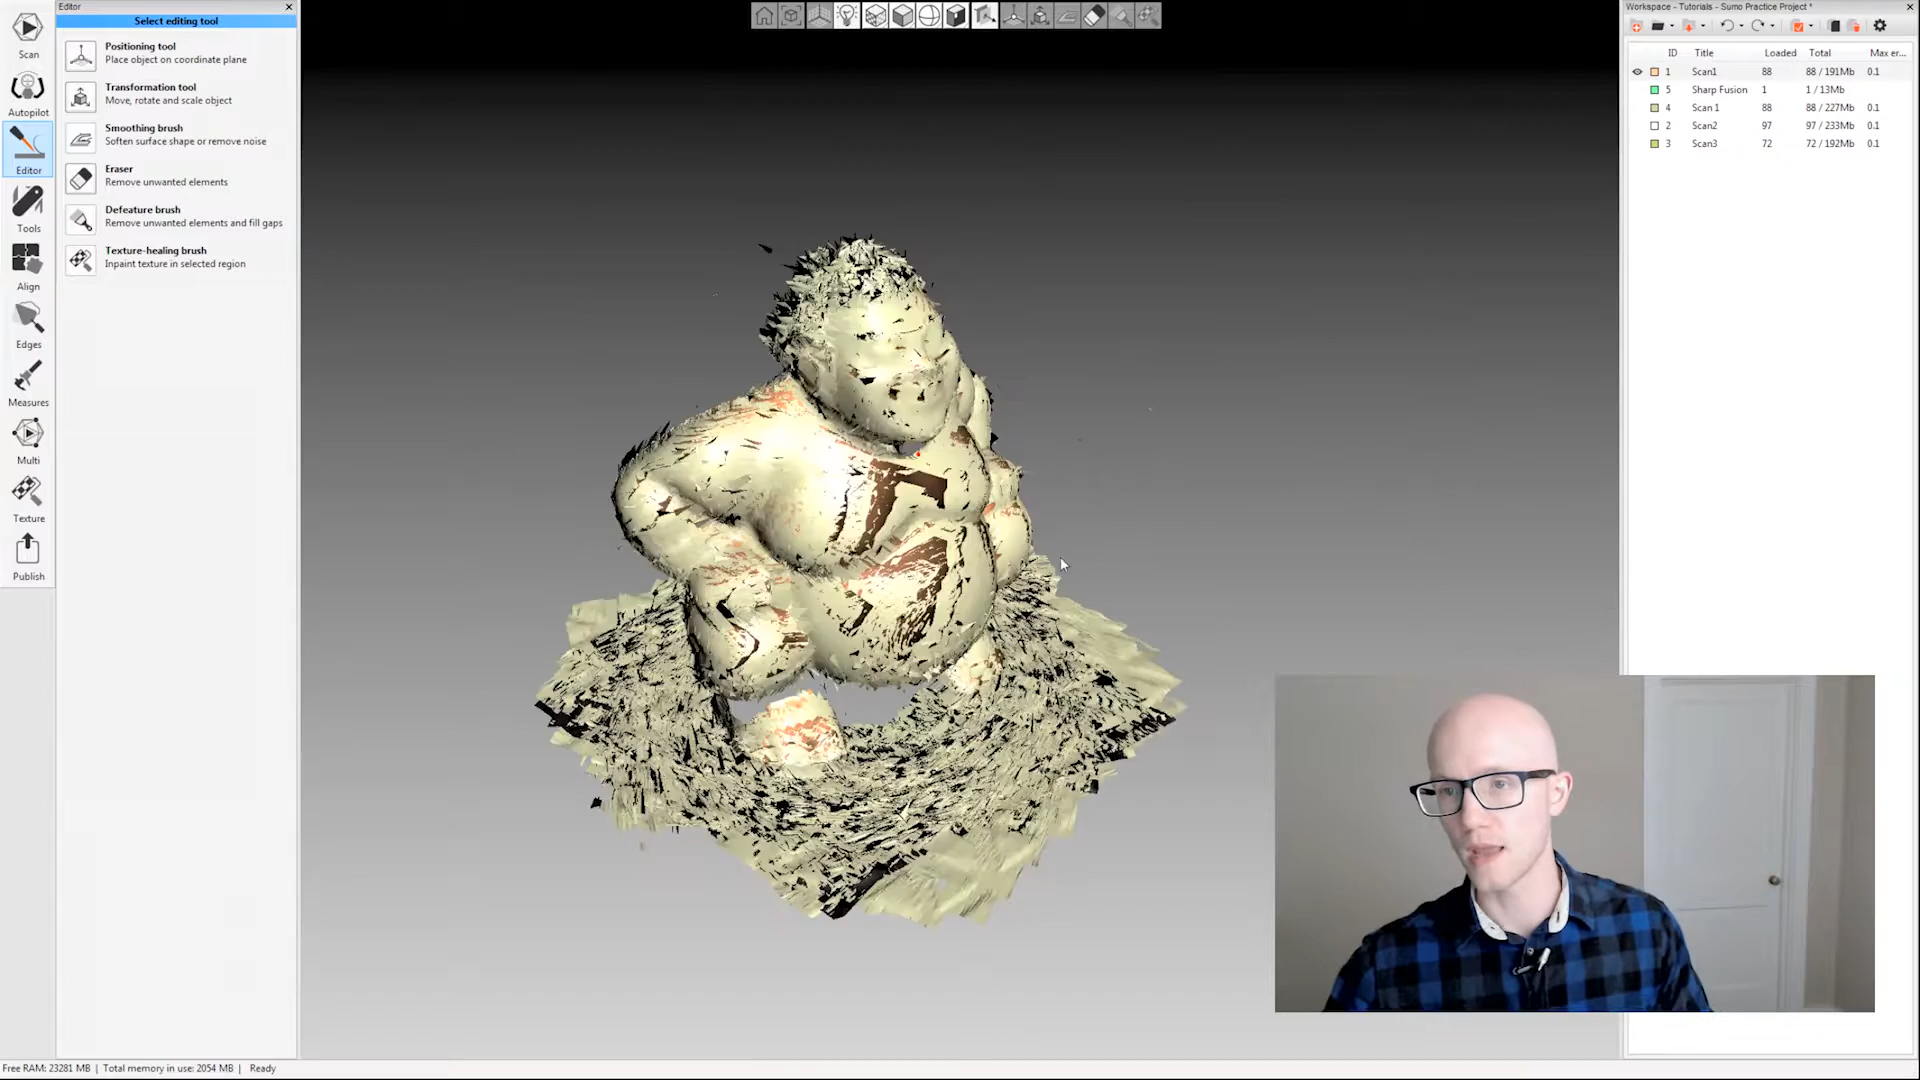 Editor
Select editing tool
Scan
Autopilot
Editor
Tools
Align
Edges
Measures
Multi
Texture
Publish
Positioning tool
Place object on coordinate plane
Transformation tool
Move, rotate and scale object
Smoothing brush
Soften surface shape or remove noise
Eraser
Remove unwanted elements
Defeature brush
Remove unwanted elements and fill gaps
Texture-healing brush
Inpaint texture in selected region
Workspace - Tutorials - Sumo Practice Project *
ID Title Loaded Total Max er...
1 Scan1 88 88 / 191Mb 0.1
5 Sharp Fusion 1 1 / 13Mb
4 Scan 1 88 88 / 227Mb 0.1
2 Scan2 97 97 / 233Mb 0.1
3 Scan3 72 72 / 192Mb 0.1
Free RAM: 23281 MB | Total memory in use: 2054 MB | Ready